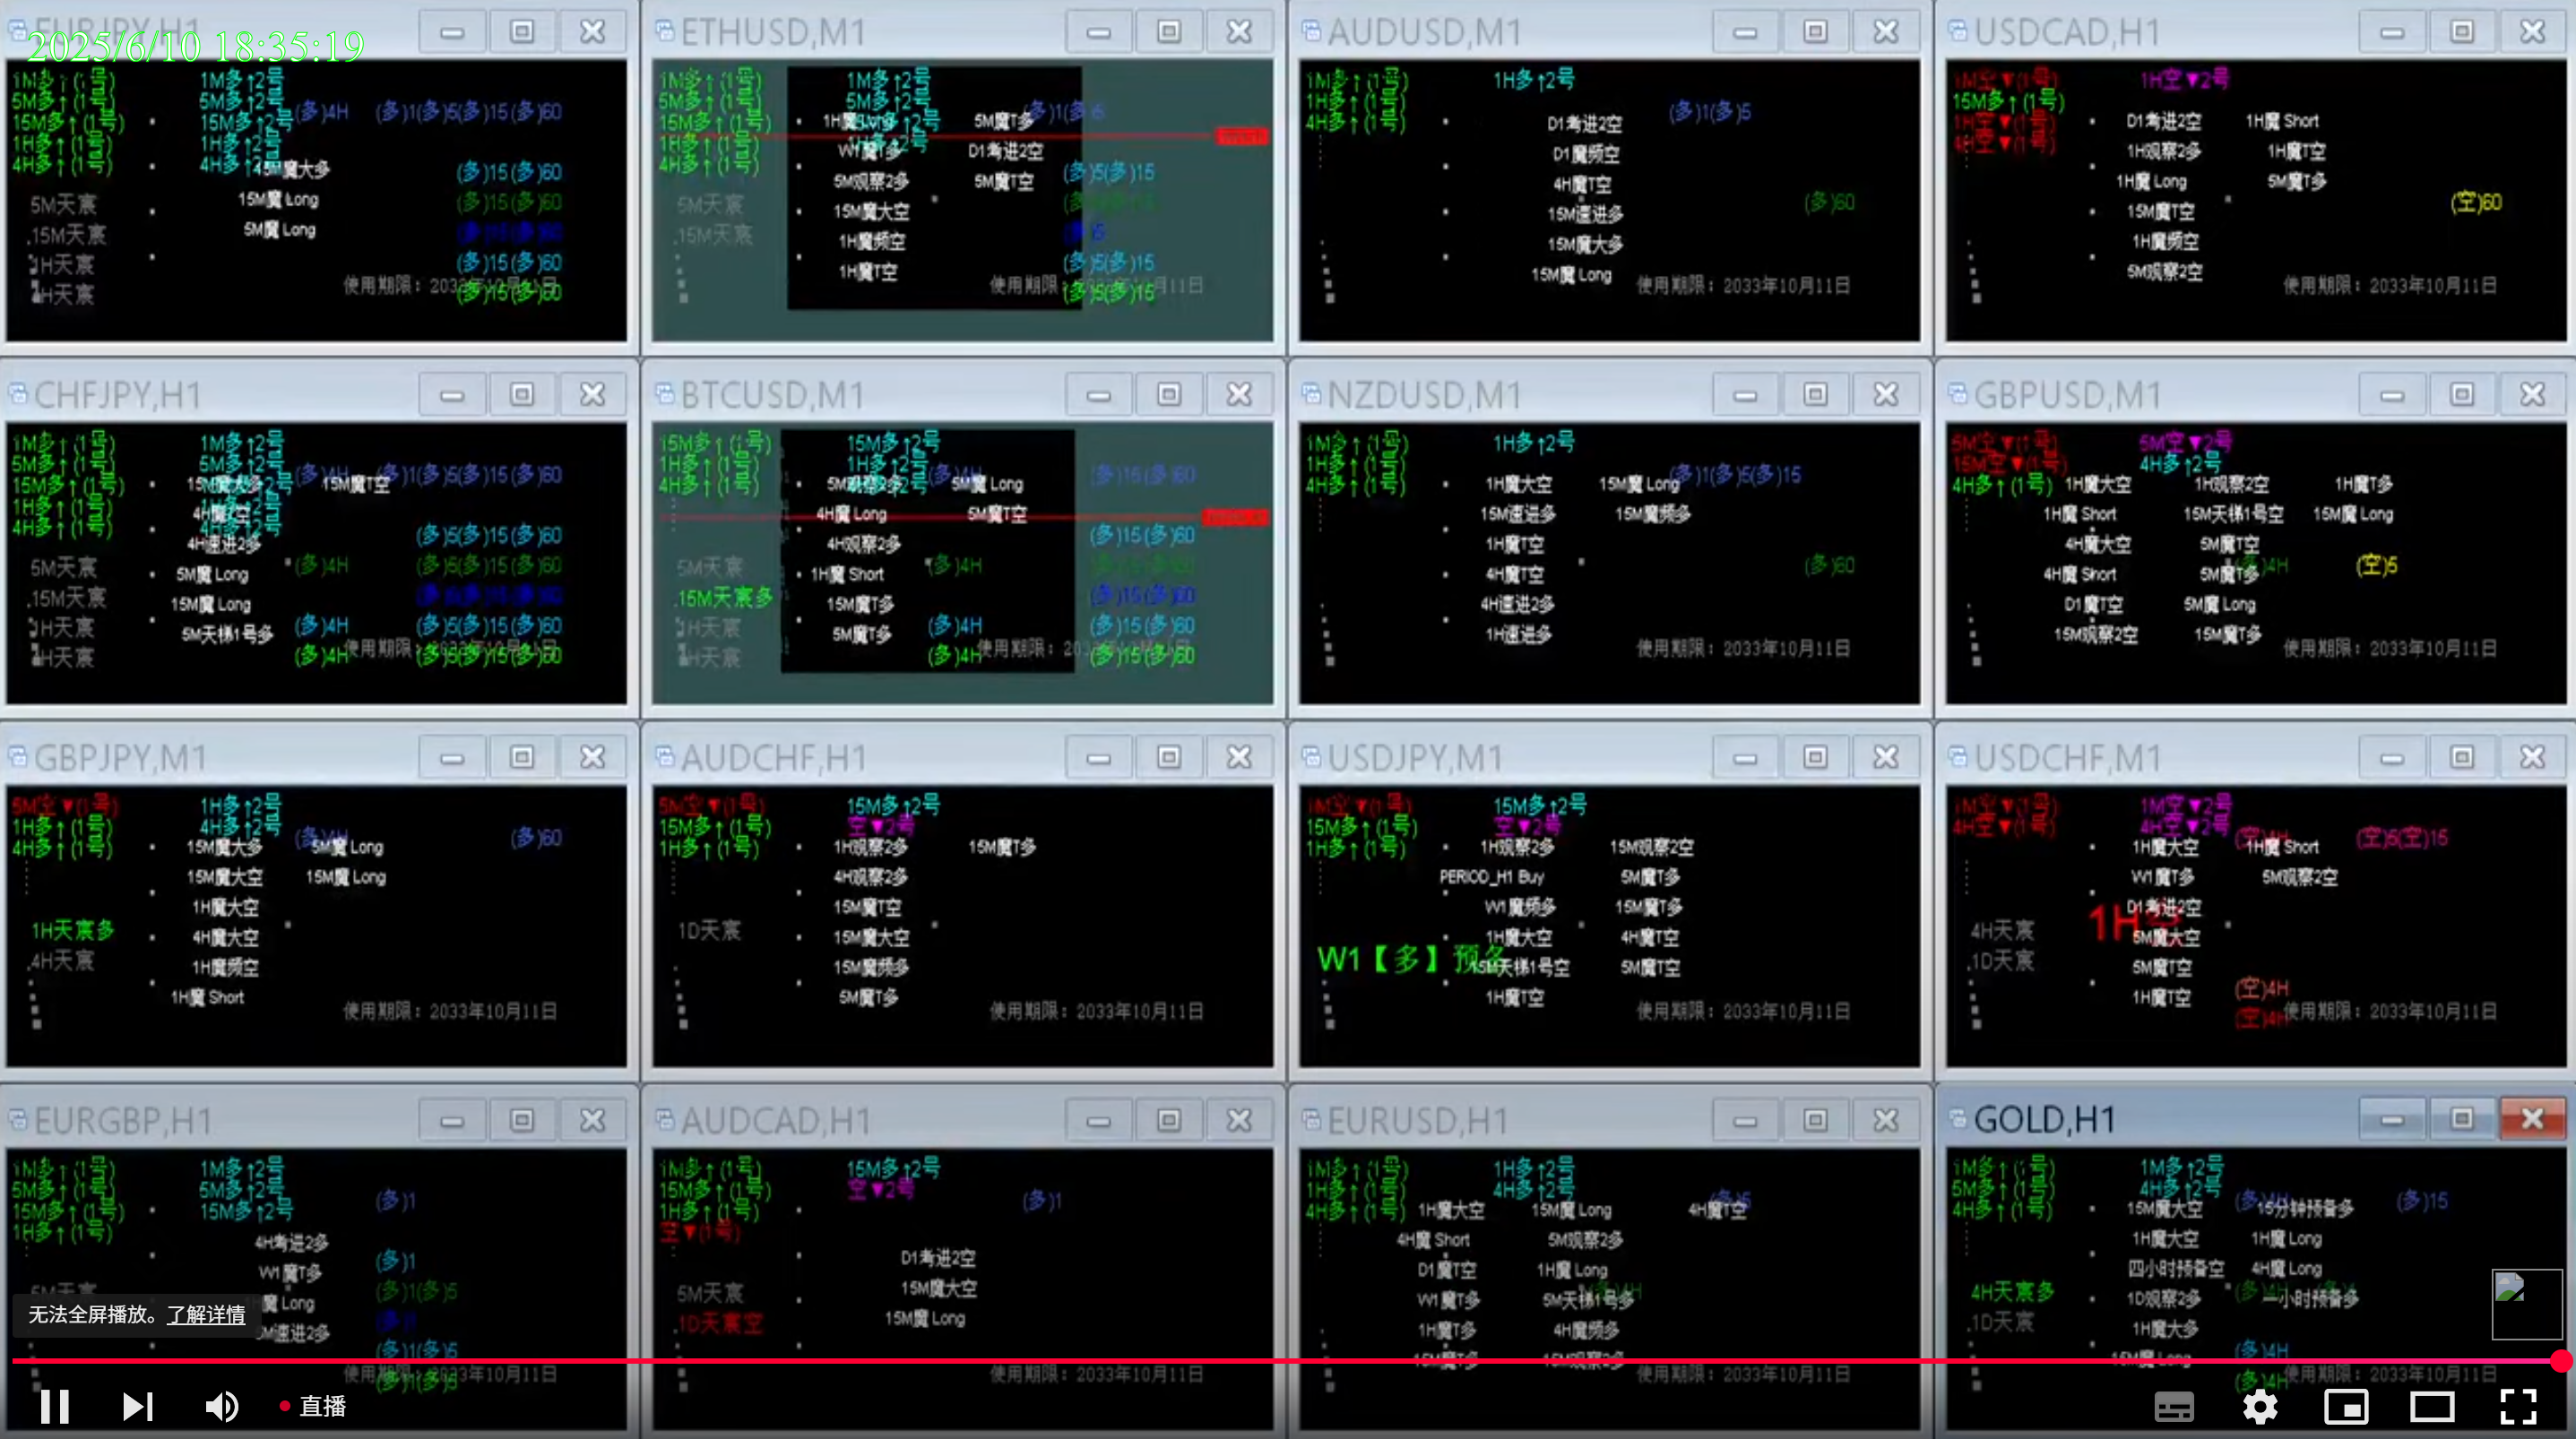 EURJPY,H1
2025/6/10 18:35:19
1M多↑(1号) 1M多↑2号
5M多↑(1号) 5M多↑2号 (多)4H (多)1(多)5(多)15(多)60
15M多↑(1号) 15M多↑2号
1H多↑(1号) 1H多↑2号
4H多↑(1号) 4H多↑2号
魔大多 (多)15(多)60
15M魔 Long
5M天宸 (多)15(多)60
5M魔 Long
15M天宸
1H天宸 (多)15(多)60
使用期限：
H天宸 (多)15(多)60
ETHUSD,M1
1M多↑(1号) 1M多↑2号
5M多↑(1号) 5M多↑2号
15M多↑(1号) 5M魔T多
1H多↑(1号) W1魔T多 D1考进2空
4H多↑(1号) (多)5(多)15
5M观察2多 5M魔T空
5M天宸 15M魔大空
15M天宸 1H魔频空
1H魔T空 (多)5(多)15
使用期限： (多)5(多)15
AUDUSD,M1
1M多↑(1号) 1H多↑2号
1H多↑(1号) (多)1(多)5
4H多↑(1号) D1考进2空
D1魔频空
4H魔T空
15M速进多 (多)60
15M魔大多
15M魔 Long
使用期限：2033年10月11日
USDCAD,H1
1M空▼(1号) 1H空▼2号
15M多↑(1号)
1H空▼(1号) D1考进2空 1H魔 Short
4H空▼(1号) 1H观察2多 1H魔T空
1H魔 Long 5M魔T多
15M魔T空 (空)60
1H魔频空
5M观察2空
使用期限：2033年10月11日
CHFJPY,H1
1M多↑(1号) 1M多↑2号
5M多↑(1号) 5M多↑2号
15M多↑(1号) 15M魔T空
1H多↑(1号)
4H多↑(1号) 4H多↑2号
4H速进2多 (多)5(多)15(多)60
5M天宸 5M魔 Long (多)4H (多)5(多)15(多)60
15M天宸 15M魔 Long
1H天宸 5M天梯1号多 (多)4H (多)5(多)15(多)60
H天宸 (多)4H 使用期限： (多)5(多)15(多)60
BTCUSD,M1
15M多↑(1号) 15M多↑2号
1H多↑(1号) 1H多↑2号 (多)4H (多)15(多)60
4H多↑(1号) 5M魔 Long
4H魔 Long 5M魔T空
4H观察2多 (多)15(多)60
5M天宸 1H魔 Short (多)4H
15M天宸多 15M魔T多 (多)15(多)60
1H天宸 5M魔T多 (多)4H (多)15(多)60
H天宸 (多)4H 使用期限： (多)15(多)60
NZDUSD,M1
1M多↑(1号) 1H多↑2号
1H多↑(1号)
4H多↑(1号) 1H魔大空 15M魔 Long (多)1(多)5(多)15
15M速进多 15M魔频多
1H魔T空
4H魔T空 (多)60
4H速进2多
1H速进多
使用期限：2033年10月11日
GBPUSD,M1
5M空▼(1号) 5M空▼2号
15M空▼(1号) 4H多↑2号
4H多↑(1号) 1H魔大空 1H观察2空 1H魔T多
1H魔 Short 15M天梯1号空 15M魔 Long
4H魔大空 5M魔T空
4H魔 Short 5M魔T多 4H (空)5
D1魔T空 5M魔 Long
15M观察2空 15M魔T多
使用期限：2033年10月11日
GBPJPY,M1
5M空▼(1号) 1H多↑2号
1H多↑(1号) 4H多↑2号 (多)60
4H多↑(1号) 15M魔大多 5M魔 Long
15M魔大空 15M魔 Long
1H魔大空
1H天宸多 4H魔大空
4H天宸 1H魔频空
1H魔 Short
使用期限：2033年10月11日
AUDCHF,H1
5M空▼(1号) 15M多↑2号
15M多↑(1号) 空▼2号
1H多↑(1号) 1H观察2多 15M魔T多
4H观察2多
15M魔T空
1D天宸 15M魔大空
15M魔频多
5M魔T多
使用期限：2033年10月11日
USDJPY,M1
1M空▼(1号) 15M多↑2号
15M多↑(1号) 空▼2号
1H多↑(1号) 1H观察2多 15M观察2空
PERIOD_H1 Buy 5M魔T多
W1魔频多 15M魔T多
1H魔大空 4H魔T空
W1【多】预 15M天梯1号空 5M魔T空
1H魔T空
使用期限：2033年10月11日
USDCHF,M1
1M空▼(1号) 1M空▼2号
4H空▼(1号) 4H空▼2号 (空)4H (空)5(空)15
1H魔大空 1H魔 Short
W1魔T多 5M观察2空
D1考进2空
4H天宸 1H 5M魔大空
1D天宸 5M魔T空
1H魔T空 (空)4H
(空)4H 使用期限：2033年10月11日
EURGBP,H1
1M多↑(1号) 1M多↑2号
5M多↑(1号) 5M多↑2号 (多)1
15M多↑(1号) 15M多↑2号
1H多↑(1号) 4H考进2多
W1魔T多 (多)1
5M天宸 (多)1(多)5
魔 Long
速进2多
(多)1(多)5
使用期限： (多)1(多)5 2033年10月11日
AUDCAD,H1
1M多↑(1号) 15M多↑2号
15M多↑(1号) 空▼2号 (多)1
1H多↑(1号)
空▼(1号)
D1考进2空
5M天宸 15M魔大空
1D天宸空 15M魔 Long
使用期限：2033年10月11日
EURUSD,H1
1M多↑(1号) 1H多↑2号
1H多↑(1号) 4H多↑2号
4H多↑(1号) 1H魔大空 15M魔 Long 4H魔T空
4H魔 Short 5M观察2多
D1魔T空 1H魔 Long
W1魔T多 5M天梯1号多
1H魔T多 4H魔频多
15M魔T多 15M观察2多
使用期限：2033年10月11日
GOLD,H1
1M多↑(1号) 1M多↑2号
5M多↑(1号) 4H多↑2号 (多)15
4H多↑(1号) 15M魔大空 15分钟预备多
1H魔大空 1H魔 Long
四小时预备空 4H魔 Long
4H天宸多 1D观察2多 一小时预备多
1D天宸 1H魔大多
15M魔 Long (多)4H
(多)4H 使用期限：2033年10月11日
无法全屏播放。了解详情
直播